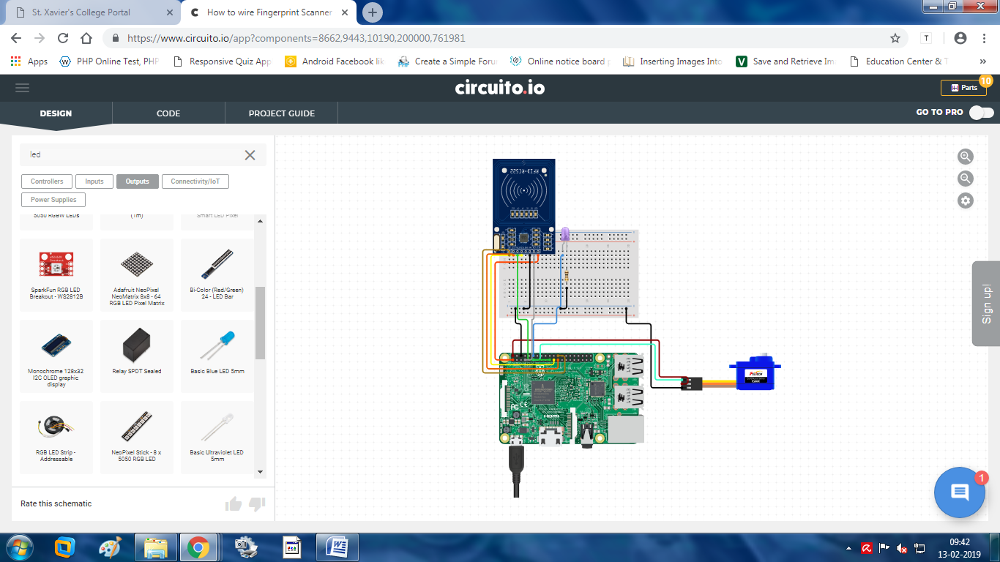 St. Xavier's College Portal
How to wire Fingerprint Scanner
https://www.circuito.io/app?components=8662,9443,10190,200000,761981
T
Apps
PHP Online Test, PHP
Responsive Quiz App
Android Facebook lik
Create a Simple Foru
Online notice board p
Inserting Images Into
Save and Retrieve Im
Education Center & T
»
circuito.io
Parts
10
DESIGN
CODE
PROJECT GUIDE
GO TO PRO
led
Controllers
Inputs
Outputs
Connectivity/IoT
Power Supplies
5050 RGBW LEDs
(1m)
Smart LED Pixel
SparkFun RGB LED
Breakout - WS2812B
Adafruit NeoPixel
NeoMatrix 8x8 - 64
RGB LED Pixel Matrix
Bi-Color (Red/Green)
24 - LED Bar
Monochrome 128x32
I2C OLED graphic
display
Relay SPDT Sealed
Basic Blue LED 5mm
RGB LED Strip -
Addressable
NeoPixel Stick - 8 x
5050 RGB LED
Basic Ultraviolet LED
5mm
Rate this schematic
RFID-RC522
HDMI
Sign up!
1
09:42
13-02-2019